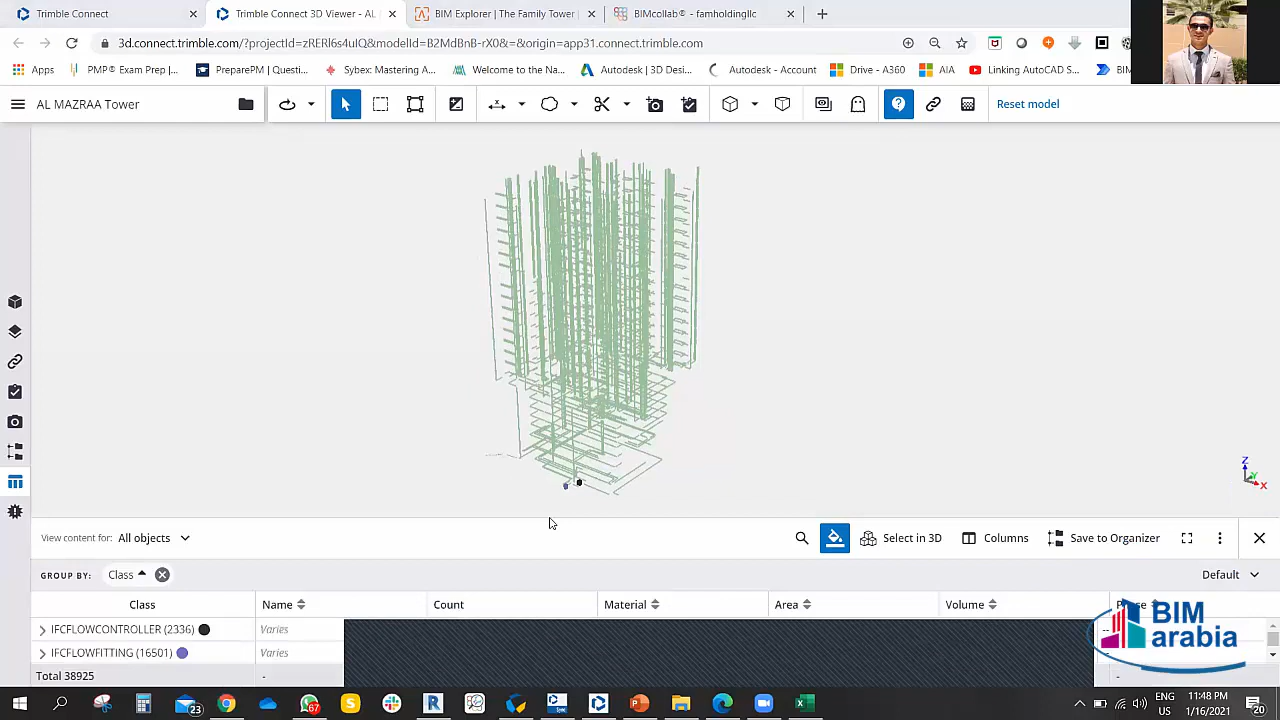 Trimble Connect
Trimble Connect 3D Viewer - AL
BIM Explorer | The Family Tower
BIMcollab® - famholdingllc
3d.connect.trimble.com/?projectId=zRERl6sJuUQ&modelId=B2MdBnB-rX0&=&origin=app31.connect.trimble.com
Apps
PMP® Exam Prep |...
PreparePM | Questi...
Sybex Mastering A...
Welcome to the Na...
Autodesk | 3D Desi...
Autodesk - Account
Drive - A360
AIA
Linking AutoCAD S...
AL MAZRAA Tower
Reset model
Z
Y
X
View content for: All objects
Select in 3D
Columns
Save to Organizer
GROUP BY: Class
Default
Class Name Count Material Area Volume
IFCFLOWCONTROLLER (2336) Varies
IFCFLOWFITTING (16501) Varies
Total 38925 - -
BIM
arabia
23
67
ENG
US
11:48 PM
1/16/2021
20